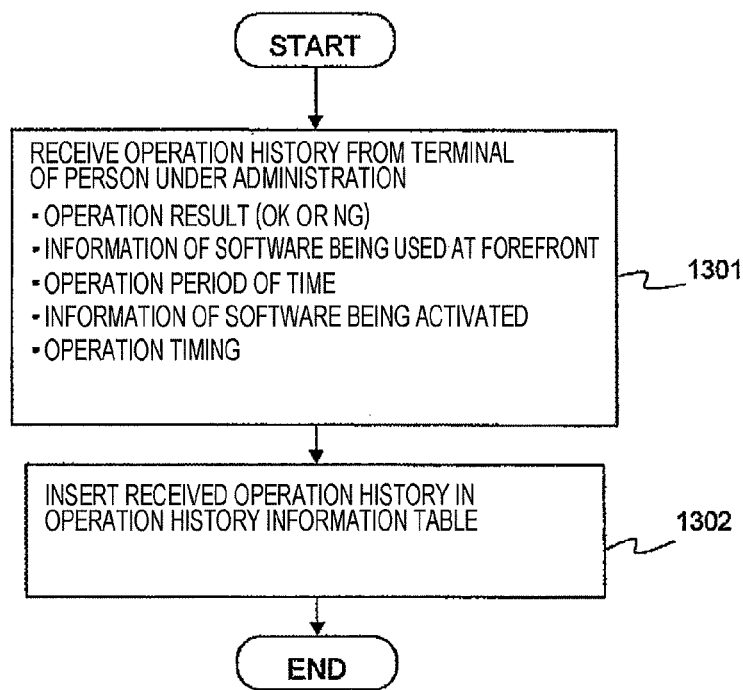 START
RECEIVE OPERATION HISTORY FROM TERMINAL
OF PERSON UNDER ADMINISTRATION
▪ OPERATION RESULT (OK OR NG)
▪ INFORMATION OF SOFTWARE BEING USED AT FOREFRONT
▪ OPERATION PERIOD OF TIME
▪ INFORMATION OF SOFTWARE BEING ACTIVATED
▪ OPERATION TIMING
1301
INSERT RECEIVED OPERATION HISTORY IN
OPERATION HISTORY INFORMATION TABLE
1302
END